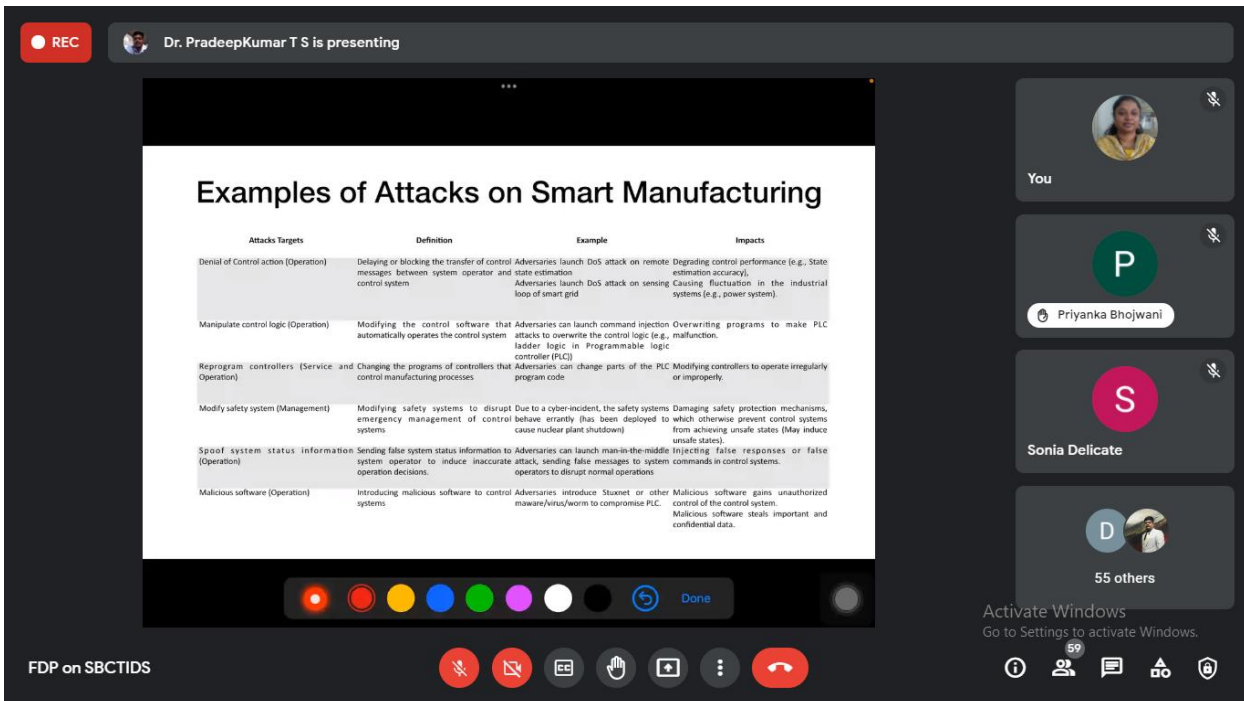 REC
Dr. PradeepKumar T S is presenting
Examples of Attacks on Smart Manufacturing
Attacks Targets Definition Example Impacts
Denial of Control action (Operation)
Delaying or blocking the transfer of control
messages between system operator and
control system
Adversaries launch DoS attack on remote
state estimation
Adversaries launch DoS attack on sensing
loop of smart grid
Degrading control performance (e.g., State
estimation accuracy),
Causing fluctuation in the industrial
systems (e.g., power system).
Manipulate control logic (Operation)
Modifying the control software that
automatically operates the control system
Adversaries can launch command injection
attacks to overwrite the control logic (e.g.,
ladder logic in Programmable logic
controller (PLC))
Overwriting programs to make PLC
malfunction.
Reprogram controllers (Service and
Operation)
Changing the programs of controllers that
control manufacturing processes
Adversaries can change parts of the PLC
program code
Modifying controllers to operate irregularly
or improperly.
Modify safety system (Management)
Modifying safety systems to disrupt
emergency management of control
systems
Due to a cyber-incident, the safety systems
behave errantly (has been deployed to
cause nuclear plant shutdown)
Damaging safety protection mechanisms,
which otherwise prevent control systems
from achieving unsafe states (May induce
unsafe states).
Spoof system status information
(Operation)
Sending false system status information to
system operator to induce inaccurate
operation decisions.
Adversaries can launch man-in-the-middle
attack, sending false messages to system
operators to disrupt normal operations
Injecting false responses or false
commands in control systems.
Malicious software (Operation)
Introducing malicious software to control
systems
Adversaries introduce Stuxnet or other
maware/virus/worm to compromise PLC.
Malicious software gains unauthorized
control of the control system.
Malicious software steals important and
confidential data.
Done
You
P
Priyanka Bhojwani
S
Sonia Delicate
D
55 others
Activate Windows
Go to Settings to activate Windows.
FDP on SBCTIDS
CC
59